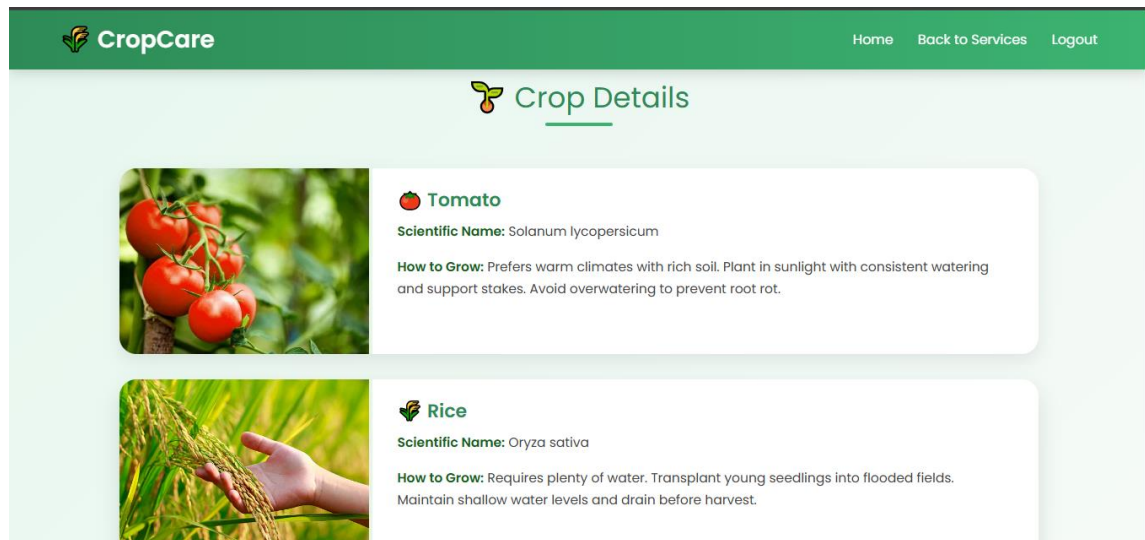 CropCare
Home Back to Services Logout
Crop Details
Tomato
Scientific Name: Solanum lycopersicum
How to Grow: Prefers warm climates with rich soil. Plant in sunlight with consistent watering
and support stakes. Avoid overwatering to prevent root rot.
Rice
Scientific Name: Oryza sativa
How to Grow: Requires plenty of water. Transplant young seedlings into flooded fields.
Maintain shallow water levels and drain before harvest.